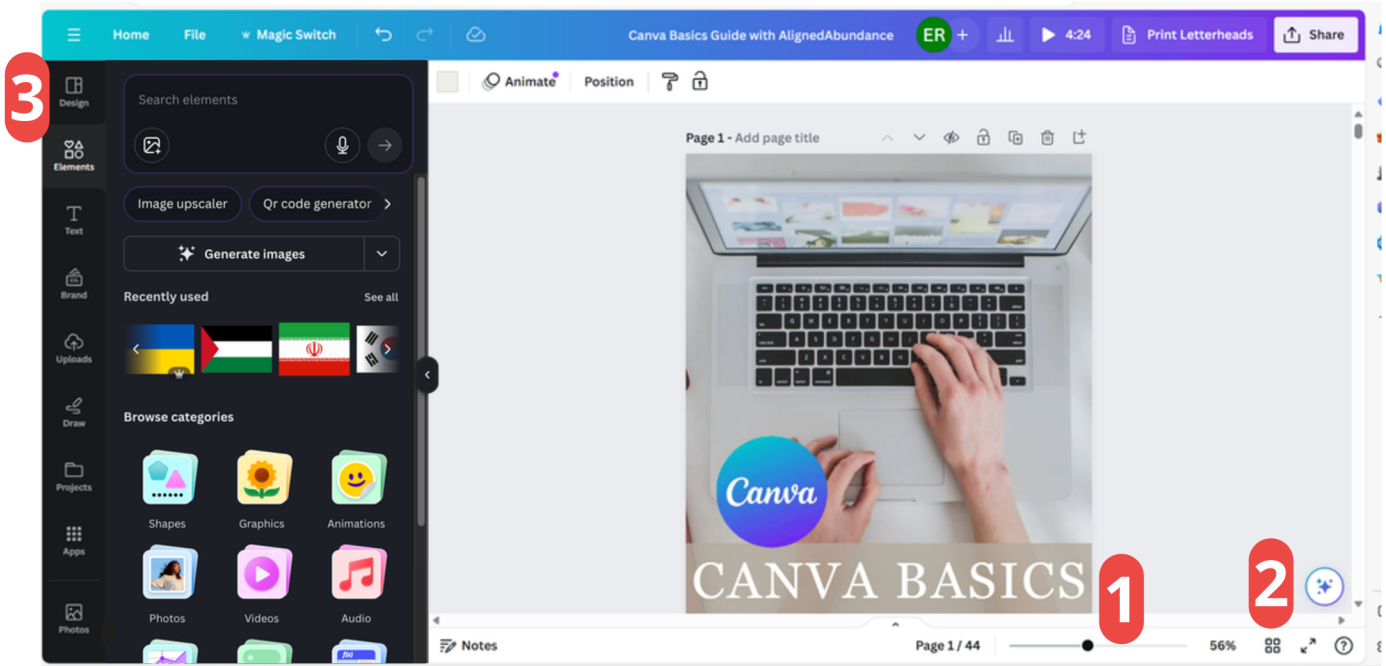 Home File Magic Switch Canva Basics Guide with AlignedAbundance ER + 4:24 Print Letterheads Share
3
Design
Elements
Text
Brand
Uploads
Draw
Projects
Apps
Photos
Search elements
Image upscaler Qr code generator
Generate images
Recently used See all
Browse categories
Shapes Graphics Animations
Photos Videos Audio
f(x)
Animate Position
Page 1 - Add page title
Canva
CANVA BASICS
1
2
Notes Page 1 / 44 56%